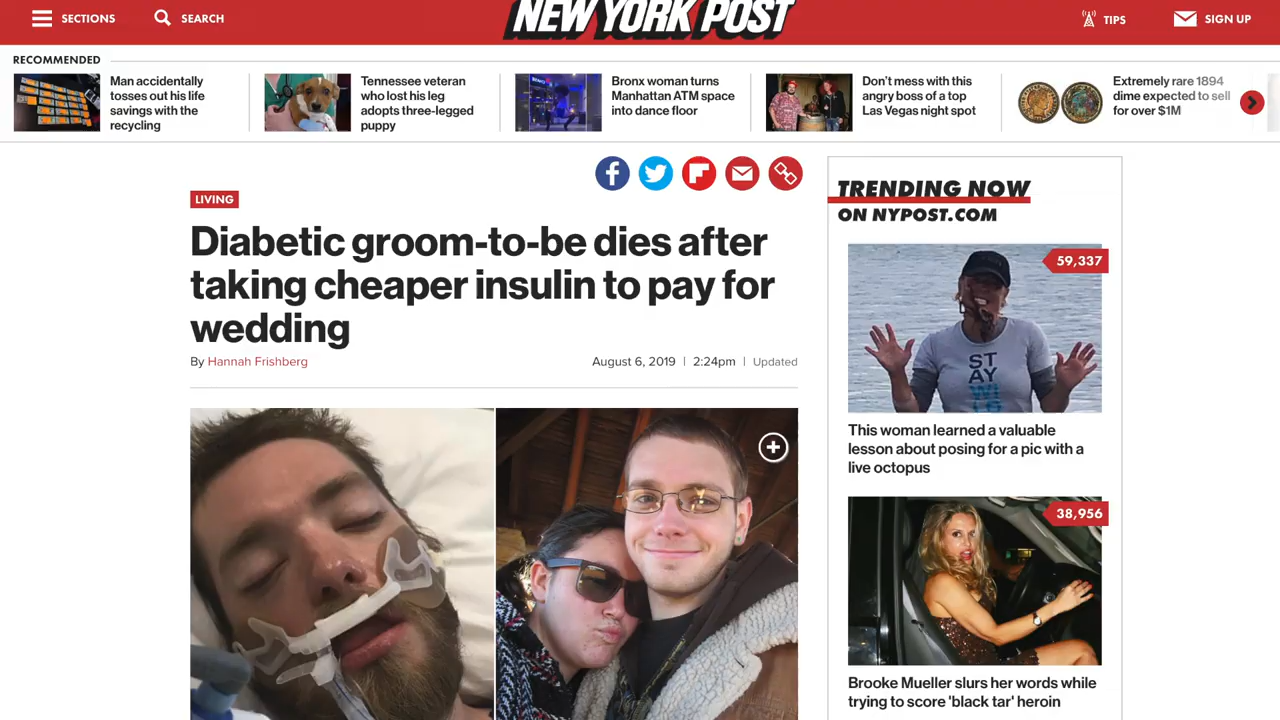 SECTIONS
SEARCH
NEW YORK POST
TIPS
SIGN UP
RECOMMENDED
Man accidentally
tosses out his life
savings with the
recycling
Tennessee veteran
who lost his leg
adopts three-legged
puppy
Bronx woman turns
Manhattan ATM space
into dance floor
Don't mess with this
angry boss of a top
Las Vegas night spot
Extremely rare 1894
dime expected to sell
for over $1M
LIVING
Diabetic groom-to-be dies after
taking cheaper insulin to pay for
wedding
By Hannah Frishberg
August 6, 2019 | 2:24pm | Updated
TRENDING NOW
ON NYPOST.COM
59,337
ST
AY
This woman learned a valuable
lesson about posing for a pic with a
live octopus
38,956
Brooke Mueller slurs her words while
trying to score 'black tar' heroin